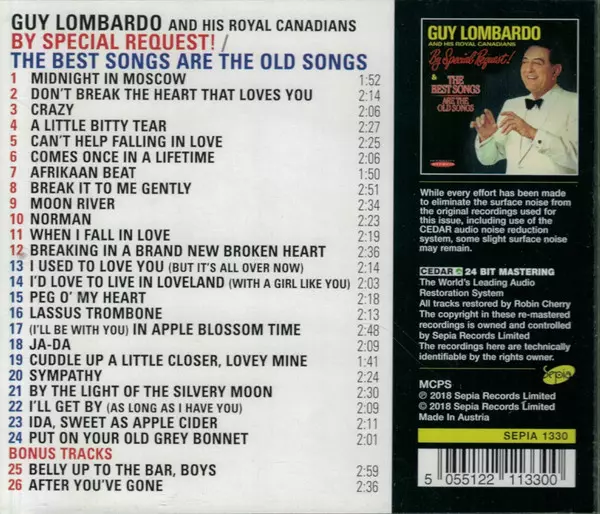 GUY LOMBARDO AND HIS ROYAL CANADIANS
BY SPECIAL REQUEST! /
THE BEST SONGS ARE THE OLD SONGS
1 MIDNIGHT IN MOSCOW 1:52
2 DON'T BREAK THE HEART THAT LOVES YOU 2:14
3 CRAZY 2:06
4 A LITTLE BITTY TEAR 2:27
5 CAN'T HELP FALLING IN LOVE 2:25
6 COMES ONCE IN A LIFETIME 2:06
7 AFRIKAAN BEAT 1:50
8 BREAK IT TO ME GENTLY 2:51
9 MOON RIVER 2:34
10 NORMAN 2:23
11 WHEN I FALL IN LOVE 2:19
12 BREAKING IN A BRAND NEW BROKEN HEART 2:36
13 I USED TO LOVE YOU (BUT IT'S ALL OVER NOW) 2:14
14 I'D LOVE TO LIVE IN LOVELAND (WITH A GIRL LIKE YOU) 2:03
15 PEG O' MY HEART 2:18
16 LASSUS TROMBONE 2:13
17 (I'LL BE WITH YOU) IN APPLE BLOSSOM TIME 2:48
18 JA-DA 2:09
19 CUDDLE UP A LITTLE CLOSER, LOVEY MINE 1:41
20 SYMPATHY 2:24
21 BY THE LIGHT OF THE SILVERY MOON 2:30
22 I'LL GET BY (AS LONG AS I HAVE YOU) 2:09
23 IDA, SWEET AS APPLE CIDER 2:11
24 PUT ON YOUR OLD GREY BONNET 2:01
BONUS TRACKS
25 BELLY UP TO THE BAR, BOYS 2:59
26 AFTER YOU'VE GONE 2:36
GUY LOMBARDO
AND HIS ROYAL CANADIANS
By Special Request!
&
THE
BEST SONGS
ARE THE
OLD SONGS
While every effort has been made
to eliminate the surface noise from
the original recordings used for
this issue, including use of the
CEDAR audio noise reduction
system, some slight surface noise
may remain.
CEDAR 24 BIT MASTERING
The World's Leading Audio
Restoration System
All tracks restored by Robin Cherry
The copyright in these re-mastered
recordings is owned and controlled
by Sepia Records Limited
The recordings here are technically
identifiable by the rights owner.
Sepia
MCPS
℗ 2018 Sepia Records Limited
© 2018 Sepia Records Limited
Made in Austria
SEPIA 1330
5 055122 113300